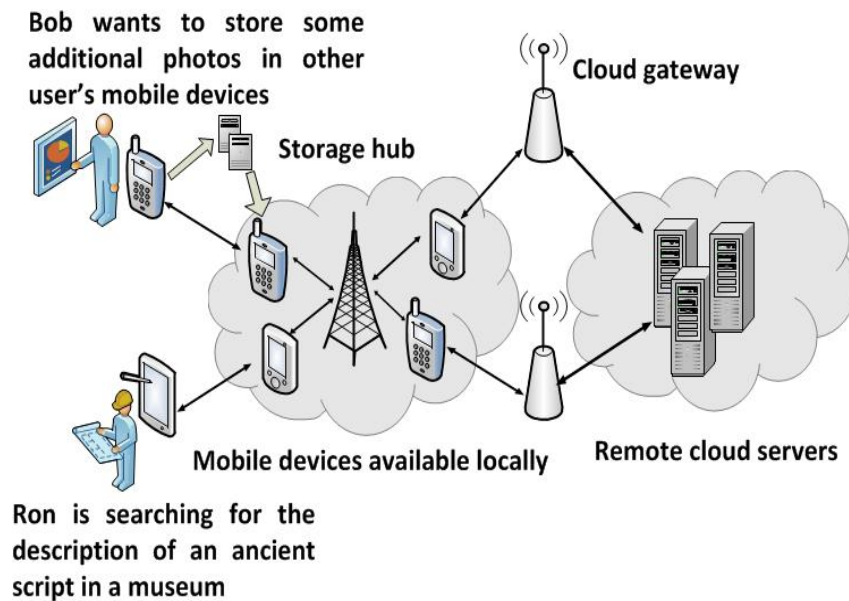 Bob wants to store some
additional photos in other
user's mobile devices
Cloud gateway
Storage hub
Mobile devices available locally
Remote cloud servers
Ron is searching for the
description of an ancient
script in a museum